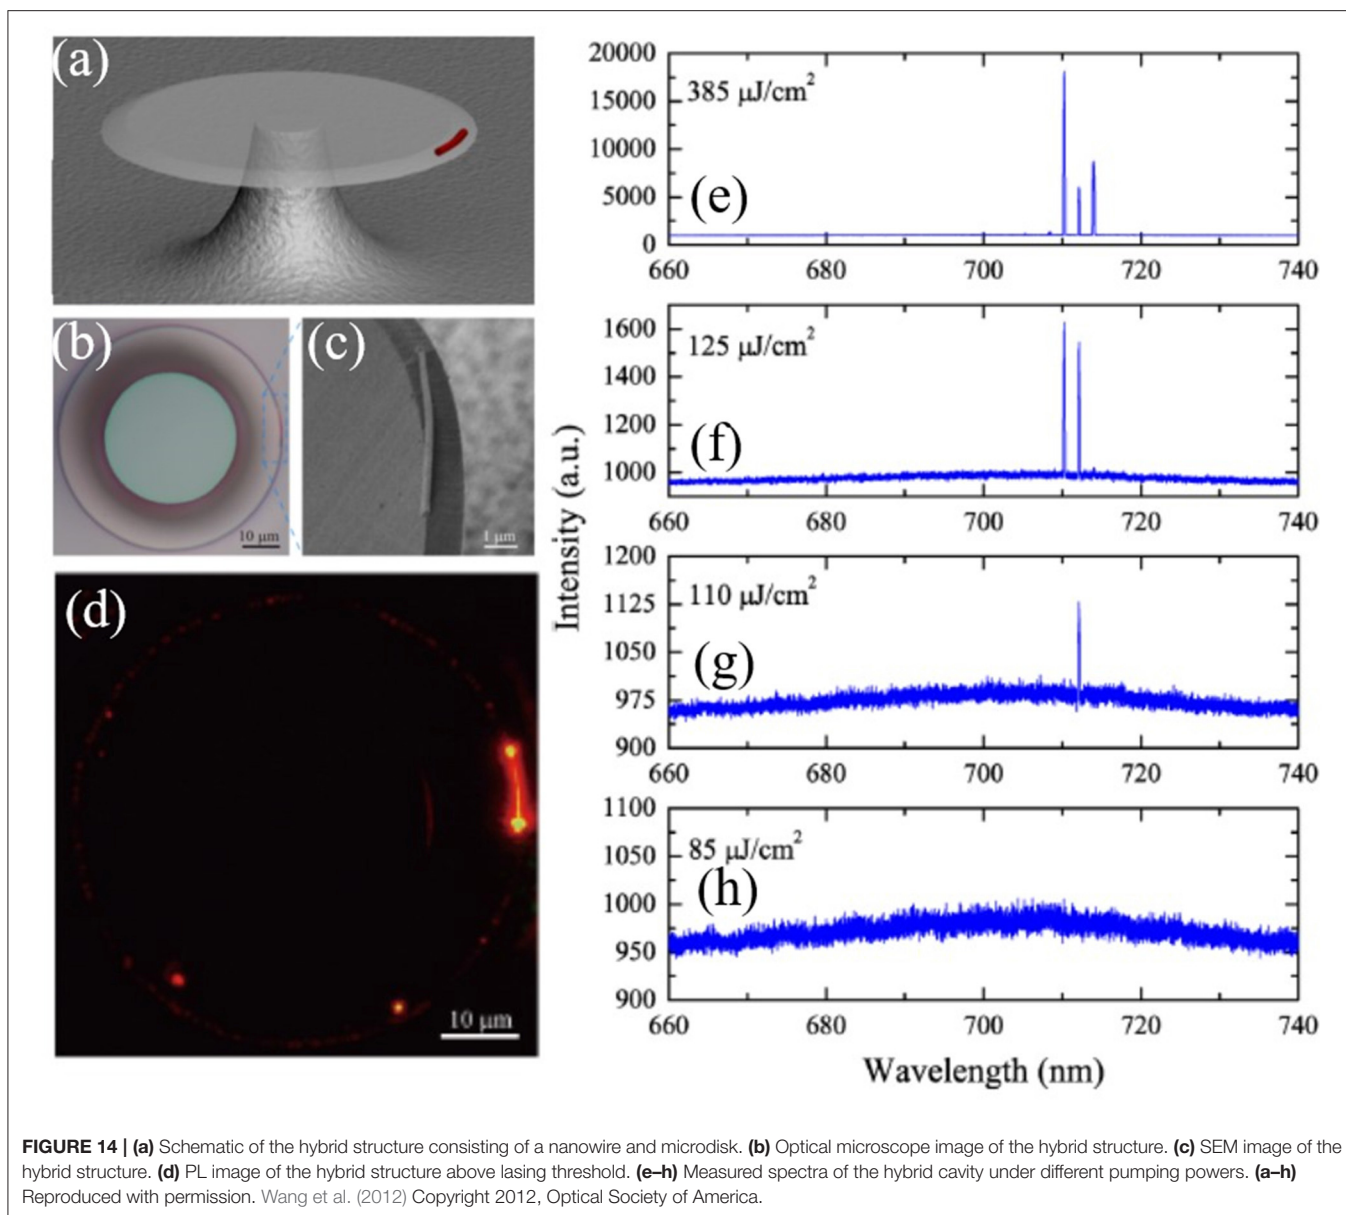 (a)
(b)
10 μm
(c)
1 μm
(d)
10 μm
Intensity (a.u.)
20000
15000
10000
5000
0
385 μJ/cm²
(e)
660 680 700 720 740
1600
1400
1200
1000
125 μJ/cm²
(f)
660 680 700 720 740
1200
1125
1050
975
900
110 μJ/cm²
(g)
660 680 700 720 740
1100
1050
1000
950
900
85 μJ/cm²
(h)
660 680 700 720 740
Wavelength (nm)
FIGURE 14 | (a) Schematic of the hybrid structure consisting of a nanowire and microdisk. (b) Optical microscope image of the hybrid structure. (c) SEM image of the
hybrid structure. (d) PL image of the hybrid structure above lasing threshold. (e–h) Measured spectra of the hybrid cavity under different pumping powers. (a–h)
Reproduced with permission. Wang et al. (2012) Copyright 2012, Optical Society of America.